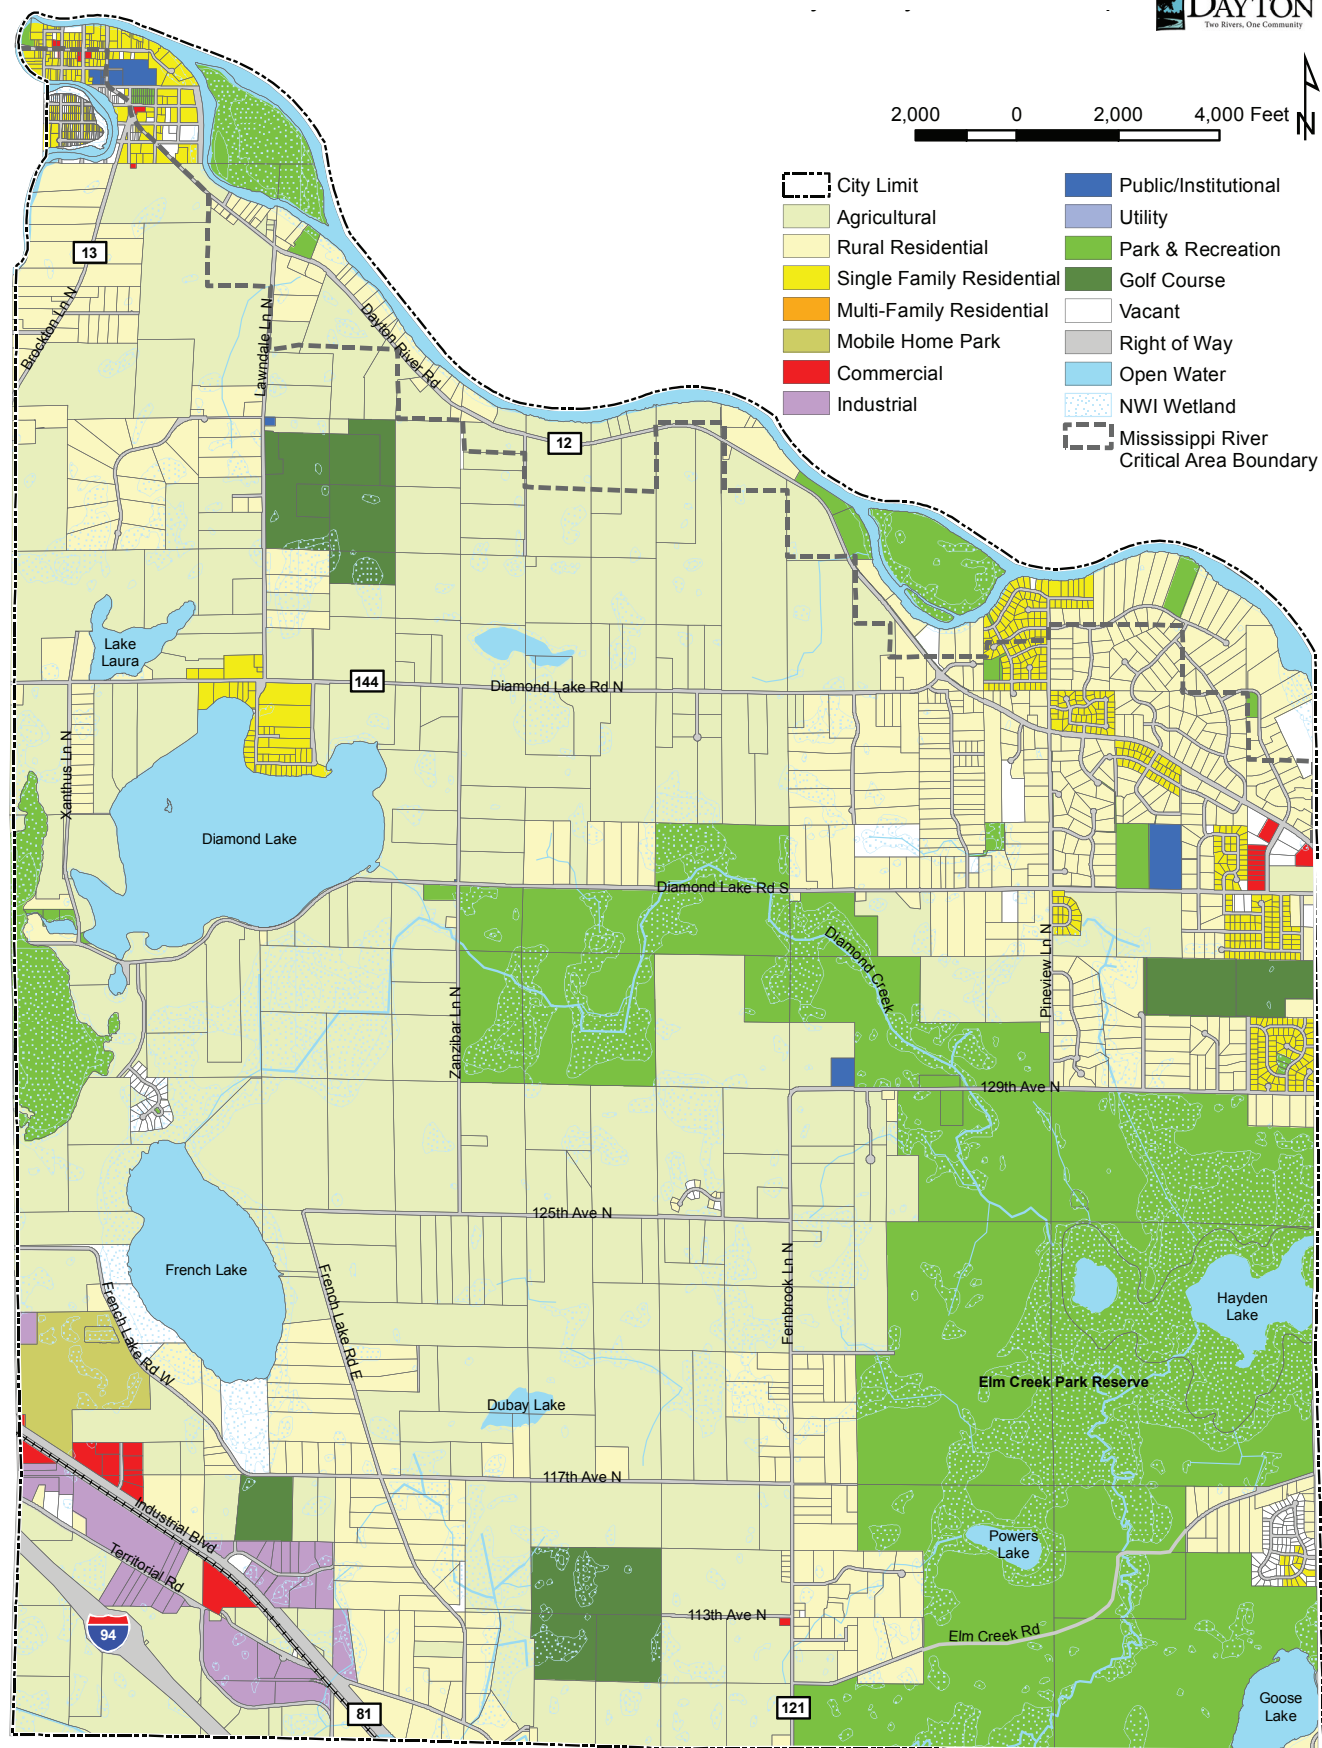 DAYTON
Two Rivers, One Community
N
2,000 0 2,000 4,000 Feet
City Limit
Agricultural
Rural Residential
Single Family Residential
Multi-Family Residential
Mobile Home Park
Commercial
Industrial
Public/Institutional
Utility
Park & Recreation
Golf Course
Vacant
Right of Way
Open Water
NWI Wetland
Mississippi River
Critical Area Boundary
13
Brockton Ln N
Lawndale Ln N
Dayton River Rd
12
Lake
Laura
144
Diamond Lake Rd N
Xanthus Ln N
Diamond Lake
Diamond Lake Rd S
Diamond Creek
Pineview Ln N
Zanzibar Ln N
129th Ave N
125th Ave N
French Lake
French Lake Rd W
French Lake Rd E
Fernbrook Ln N
Hayden
Lake
Elm Creek Park Reserve
Dubay Lake
117th Ave N
Industrial Blvd
Territorial Rd
Powers
Lake
94
113th Ave N
Elm Creek Rd
81
121
Goose
Lake